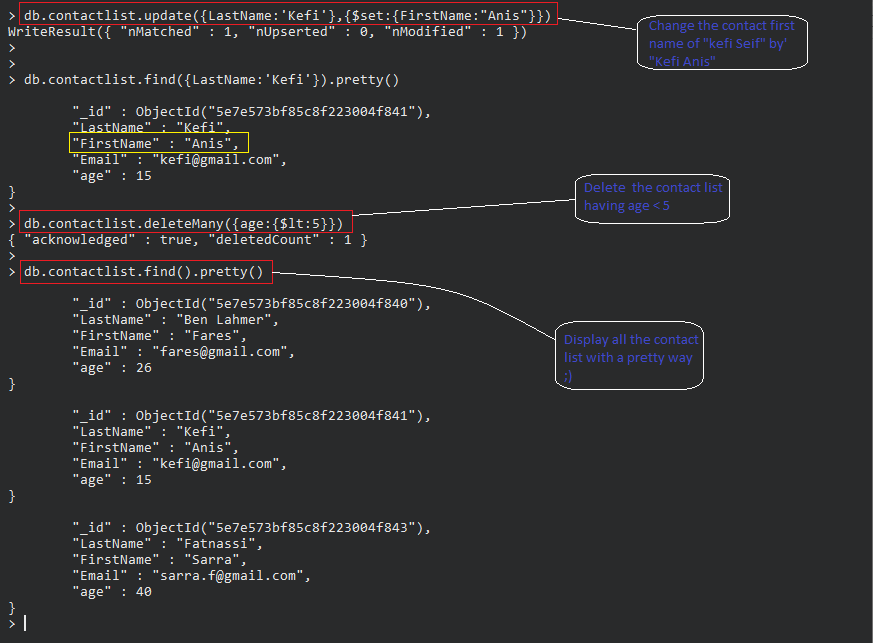 > db.contactlist.update({LastName:'Kefi'},{$set:{FirstName:"Anis"}})
WriteResult({ "nMatched" : 1, "nUpserted" : 0, "nModified" : 1 })
>
>
> db.contactlist.find({LastName:'Kefi'}).pretty()
"_id" : ObjectId("5e7e573bf85c8f223004f841"),
"LastName" : "Kefi",
"FirstName" : "Anis",
"Email" : "kefi@gmail.com",
"age" : 15
}
>
> db.contactlist.deleteMany({age:{$lt:5}})
{ "acknowledged" : true, "deletedCount" : 1 }
>
> db.contactlist.find().pretty()
"_id" : ObjectId("5e7e573bf85c8f223004f840"),
"LastName" : "Ben Lahmer",
"FirstName" : "Fares",
"Email" : "fares@gmail.com",
"age" : 26
}
"_id" : ObjectId("5e7e573bf85c8f223004f841"),
"LastName" : "Kefi",
"FirstName" : "Anis",
"Email" : "kefi@gmail.com",
"age" : 15
}
"_id" : ObjectId("5e7e573bf85c8f223004f843"),
"LastName" : "Fatnassi",
"FirstName" : "Sarra",
"Email" : "sarra.f@gmail.com",
"age" : 40
}
>
Change the contact first
name of "kefi Seif" by'
"Kefi Anis"
Delete  the contact list
having age < 5
Display all the contact
list with a pretty way
;)